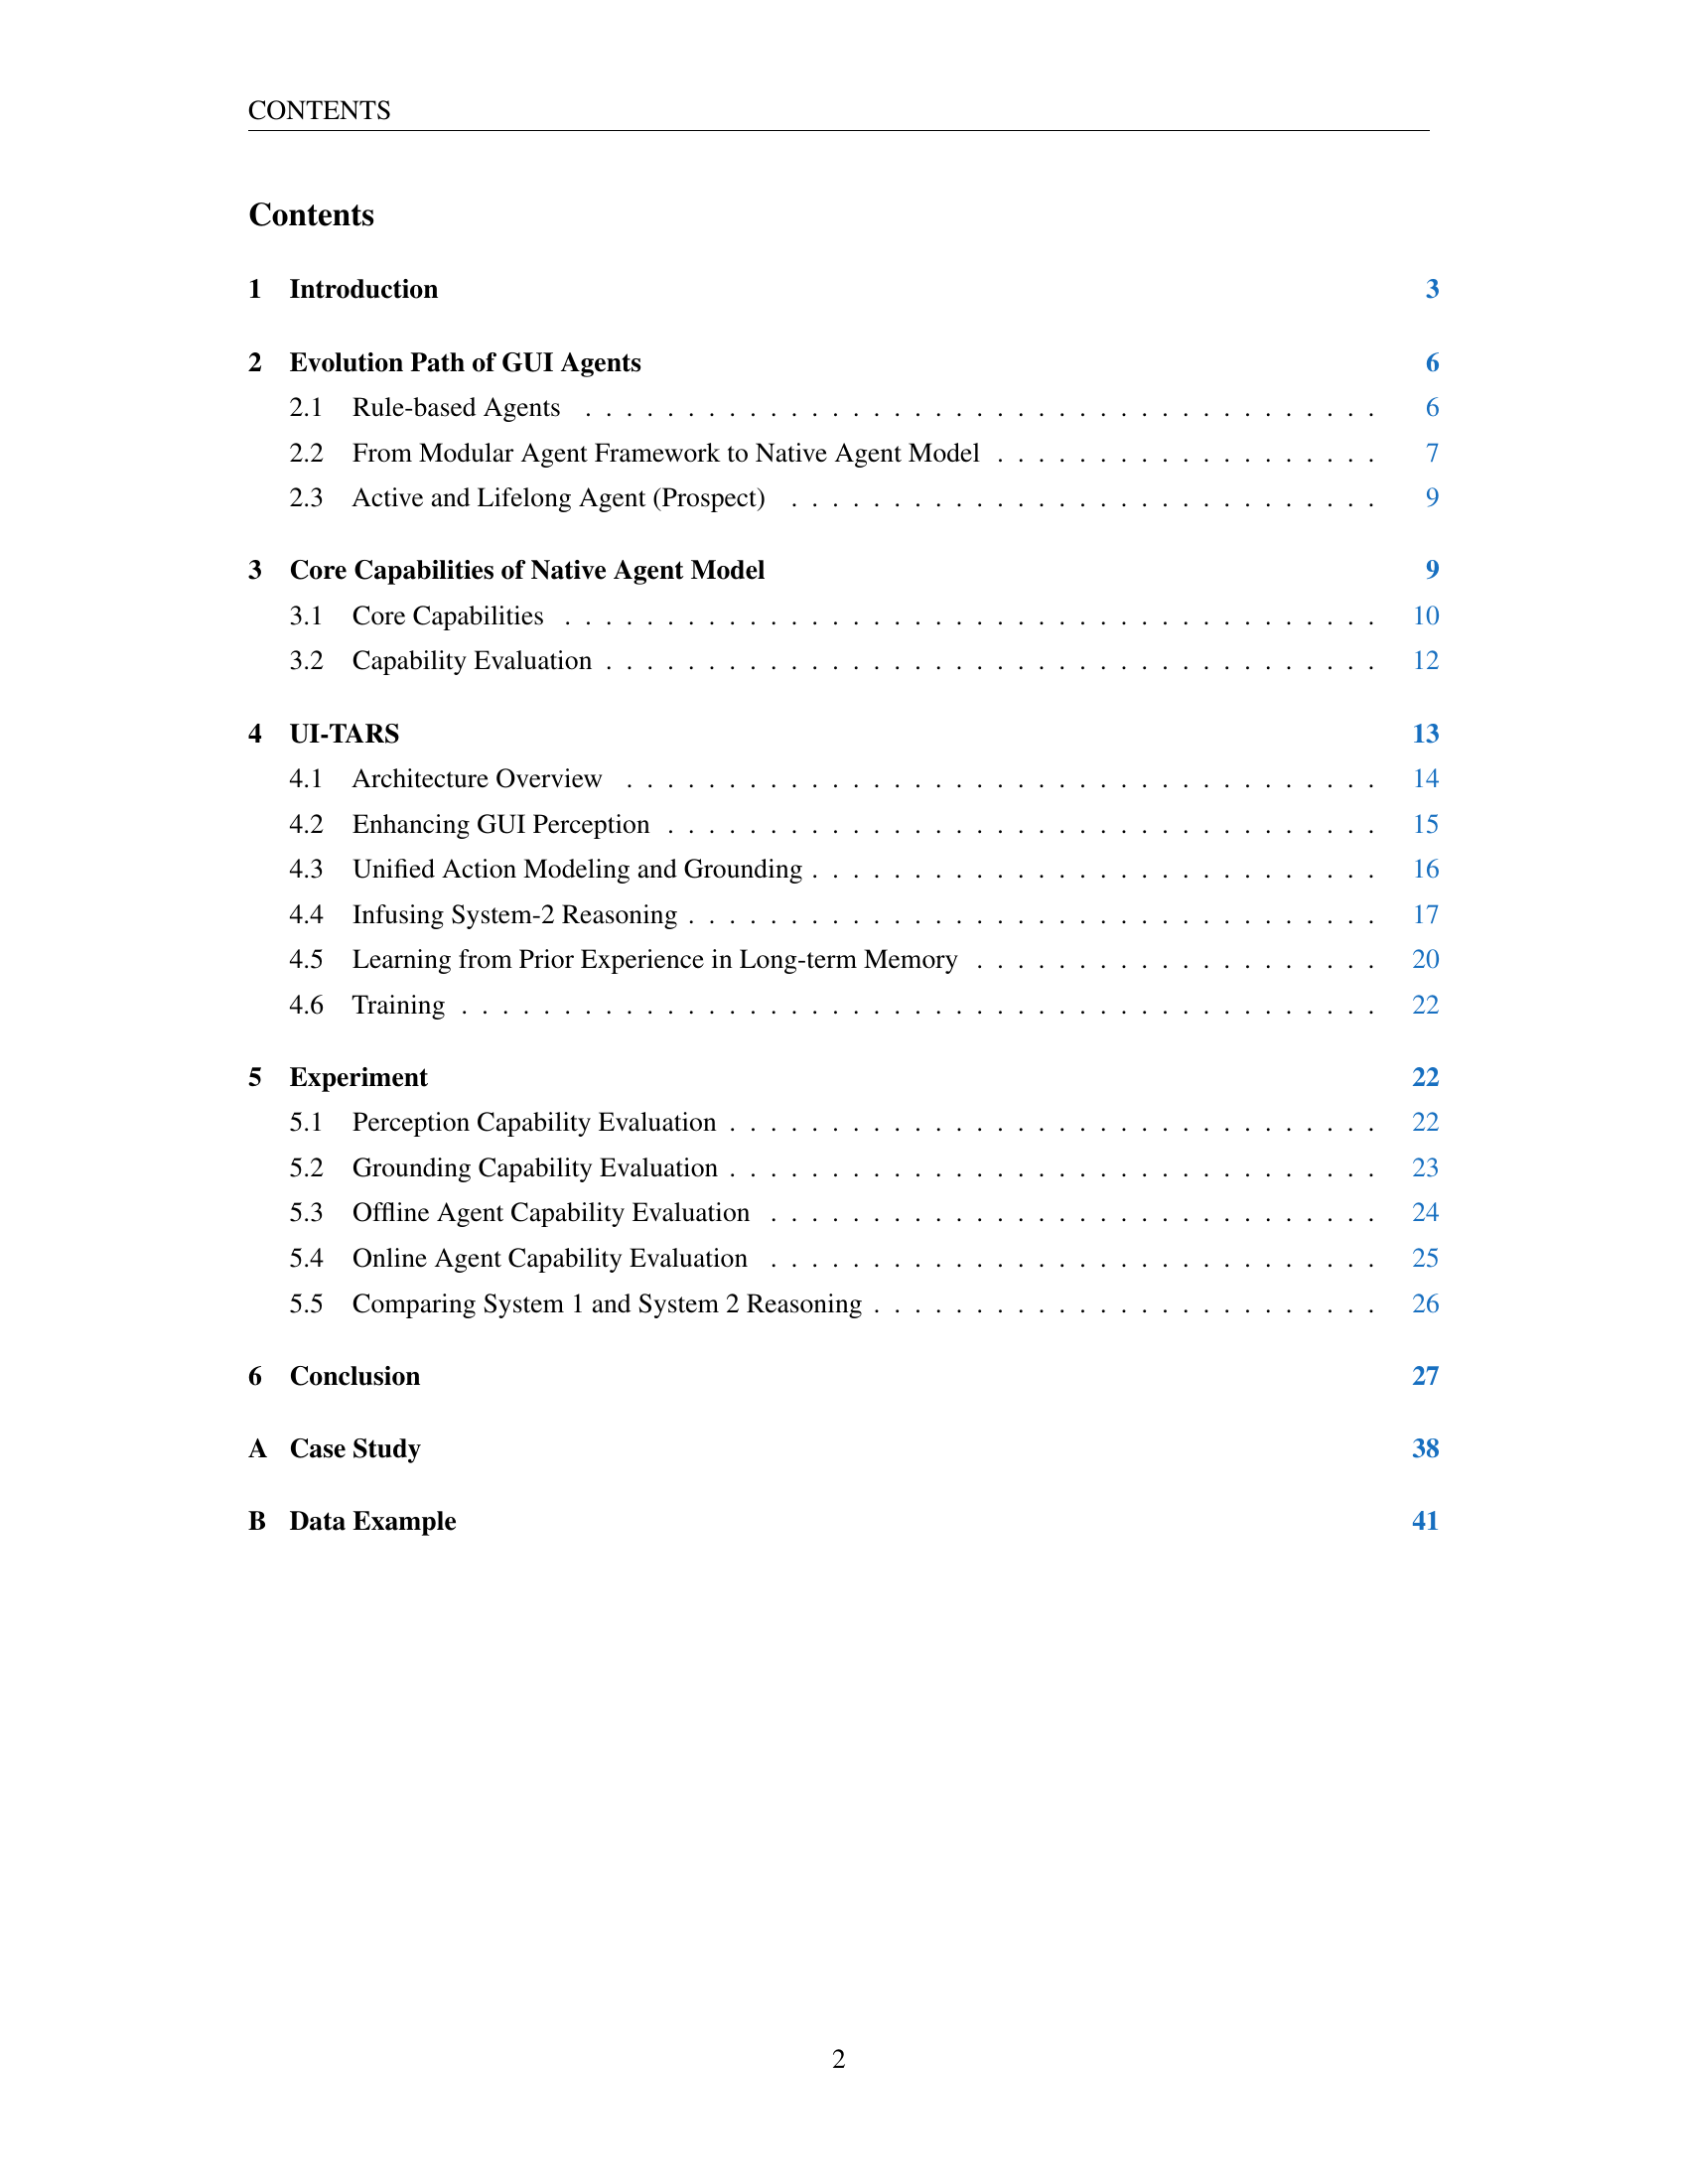 CONTENTS
Contents
1 Introduction 3
2 Evolution Path of GUI Agents 6
2.1 Rule-based Agents . . . . . . . . . . . . . . . . . . . . . . . . . . . . . . . . . . . . . . . 6
2.2 From Modular Agent Framework to Native Agent Model . . . . . . . . . . . . . . . . . . . 7
2.3 Active and Lifelong Agent (Prospect) . . . . . . . . . . . . . . . . . . . . . . . . . . . . . 9
3 Core Capabilities of Native Agent Model 9
3.1 Core Capabilities . . . . . . . . . . . . . . . . . . . . . . . . . . . . . . . . . . . . . . . . 10
3.2 Capability Evaluation . . . . . . . . . . . . . . . . . . . . . . . . . . . . . . . . . . . . . . 12
4 UI-TARS 13
4.1 Architecture Overview . . . . . . . . . . . . . . . . . . . . . . . . . . . . . . . . . . . . . 14
4.2 Enhancing GUI Perception . . . . . . . . . . . . . . . . . . . . . . . . . . . . . . . . . . . 15
4.3 Unified Action Modeling and Grounding . . . . . . . . . . . . . . . . . . . . . . . . . . . . 16
4.4 Infusing System-2 Reasoning . . . . . . . . . . . . . . . . . . . . . . . . . . . . . . . . . . 17
4.5 Learning from Prior Experience in Long-term Memory . . . . . . . . . . . . . . . . . . . . 20
4.6 Training . . . . . . . . . . . . . . . . . . . . . . . . . . . . . . . . . . . . . . . . . . . . . 22
5 Experiment 22
5.1 Perception Capability Evaluation . . . . . . . . . . . . . . . . . . . . . . . . . . . . . . . . 22
5.2 Grounding Capability Evaluation . . . . . . . . . . . . . . . . . . . . . . . . . . . . . . . . 23
5.3 Offline Agent Capability Evaluation . . . . . . . . . . . . . . . . . . . . . . . . . . . . . . 24
5.4 Online Agent Capability Evaluation . . . . . . . . . . . . . . . . . . . . . . . . . . . . . . 25
5.5 Comparing System 1 and System 2 Reasoning . . . . . . . . . . . . . . . . . . . . . . . . . 26
6 Conclusion 27
A Case Study 38
B Data Example 41
2